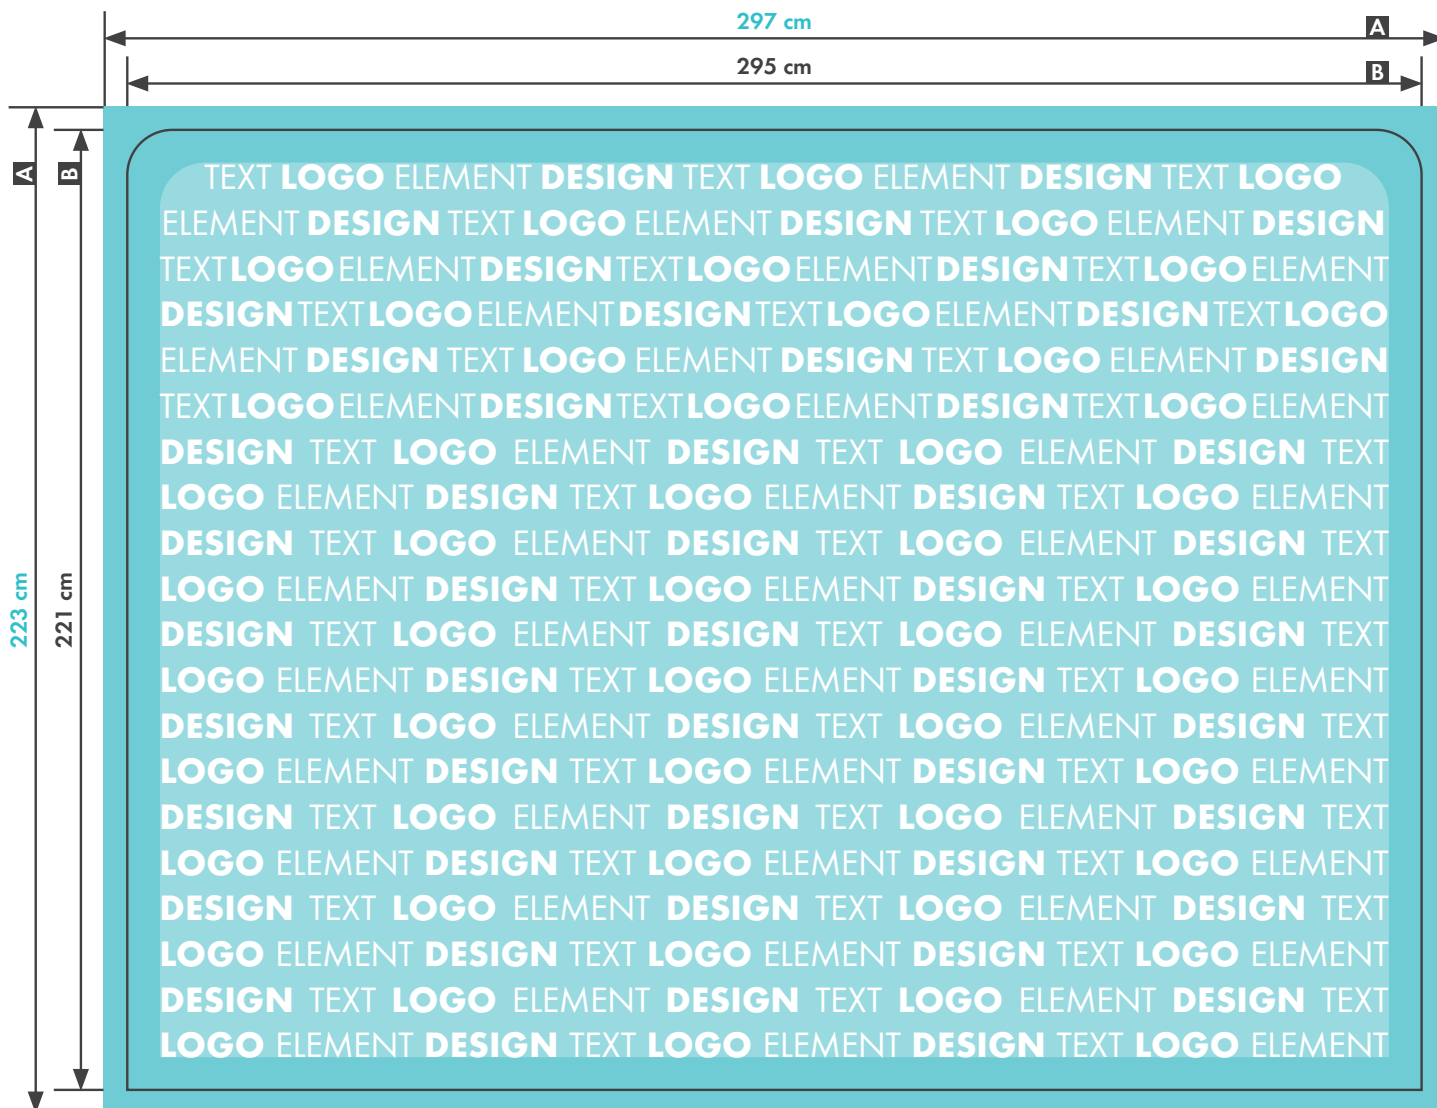 297 cm
A
295 cm
B
A
B
TEXT LOGO ELEMENT DESIGN TEXT LOGO ELEMENT DESIGN TEXT LOGO
ELEMENT DESIGN TEXT LOGO ELEMENT DESIGN TEXT LOGO ELEMENT DESIGN
TEXT LOGO ELEMENT DESIGN TEXT LOGO ELEMENT DESIGN TEXT LOGO ELEMENT
DESIGN TEXT LOGO ELEMENT DESIGN TEXT LOGO ELEMENT DESIGN TEXT LOGO
ELEMENT DESIGN TEXT LOGO ELEMENT DESIGN TEXT LOGO ELEMENT DESIGN
TEXT LOGO ELEMENT DESIGN TEXT LOGO ELEMENT DESIGN TEXT LOGO ELEMENT
DESIGN TEXT LOGO ELEMENT DESIGN TEXT LOGO ELEMENT DESIGN TEXT
LOGO ELEMENT DESIGN TEXT LOGO ELEMENT DESIGN TEXT LOGO ELEMENT
DESIGN TEXT LOGO ELEMENT DESIGN TEXT LOGO ELEMENT DESIGN TEXT
LOGO ELEMENT DESIGN TEXT LOGO ELEMENT DESIGN TEXT LOGO ELEMENT
DESIGN TEXT LOGO ELEMENT DESIGN TEXT LOGO ELEMENT DESIGN TEXT
LOGO ELEMENT DESIGN TEXT LOGO ELEMENT DESIGN TEXT LOGO ELEMENT
DESIGN TEXT LOGO ELEMENT DESIGN TEXT LOGO ELEMENT DESIGN TEXT
LOGO ELEMENT DESIGN TEXT LOGO ELEMENT DESIGN TEXT LOGO ELEMENT
DESIGN TEXT LOGO ELEMENT DESIGN TEXT LOGO ELEMENT DESIGN TEXT
LOGO ELEMENT DESIGN TEXT LOGO ELEMENT DESIGN TEXT LOGO ELEMENT
DESIGN TEXT LOGO ELEMENT DESIGN TEXT LOGO ELEMENT DESIGN TEXT
LOGO ELEMENT DESIGN TEXT LOGO ELEMENT DESIGN TEXT LOGO ELEMENT
DESIGN TEXT LOGO ELEMENT DESIGN TEXT LOGO ELEMENT DESIGN TEXT
LOGO ELEMENT DESIGN TEXT LOGO ELEMENT DESIGN TEXT LOGO ELEMENT
223 cm
221 cm